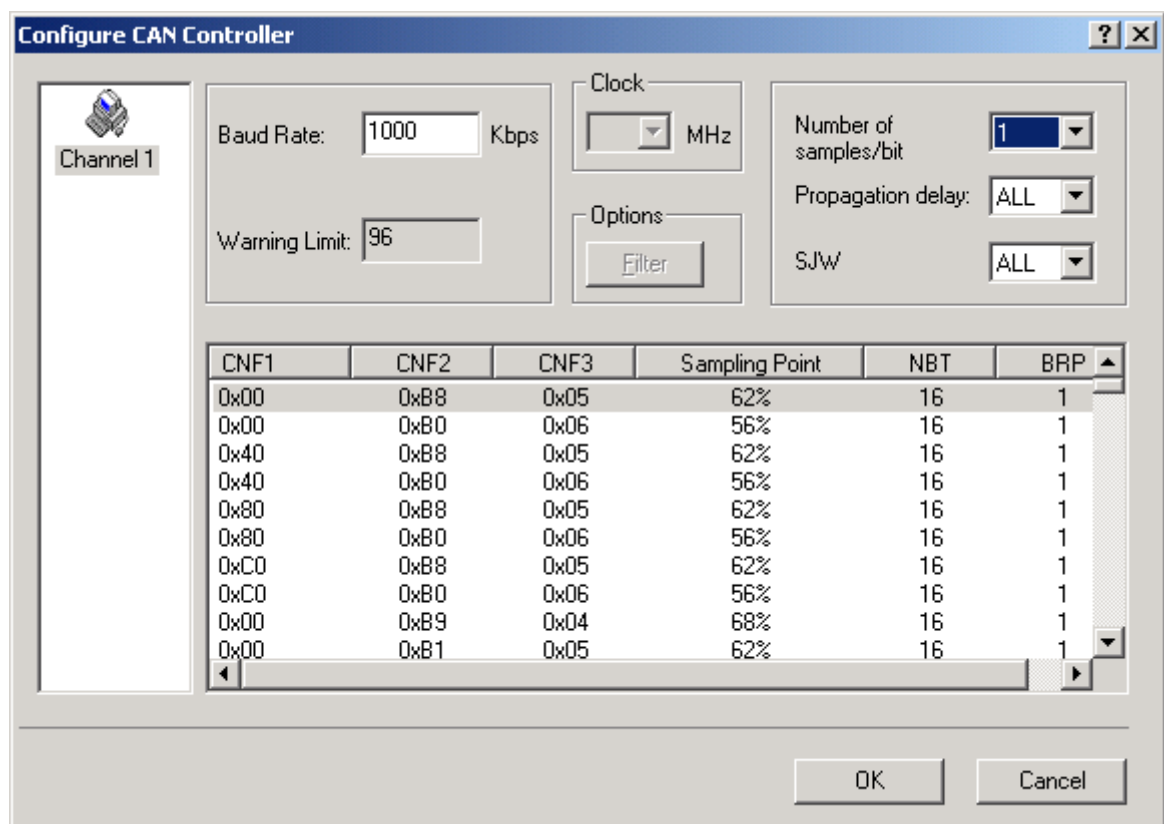 Configure CAN Controller
Channel 1
Baud Rate: 1000 Kbps
Warning Limit: 96
Clock
MHz
Options
Filter
Number of
samples/bit
1
Propagation delay: ALL
SJW ALL
CNF1 CNF2 CNF3 Sampling Point NBT BRP
0x00 0xB8 0x05 62% 16 1
0x00 0xB0 0x06 56% 16 1
0x40 0xB8 0x05 62% 16 1
0x40 0xB0 0x06 56% 16 1
0x80 0xB8 0x05 62% 16 1
0x80 0xB0 0x06 56% 16 1
0xC0 0xB8 0x05 62% 16 1
0xC0 0xB0 0x06 56% 16 1
0x00 0xB9 0x04 68% 16 1
0x00 0xB1 0x05 62% 16 1
OK Cancel